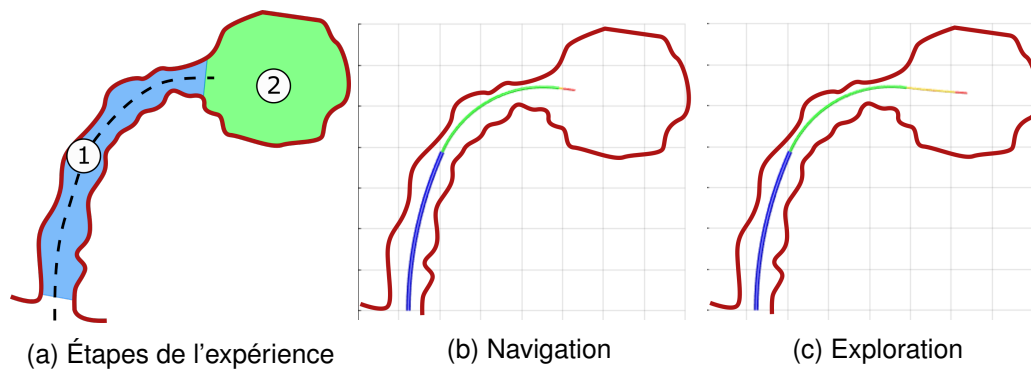 2
1
(a) Étapes de l'expérience
(b) Navigation
(c) Exploration